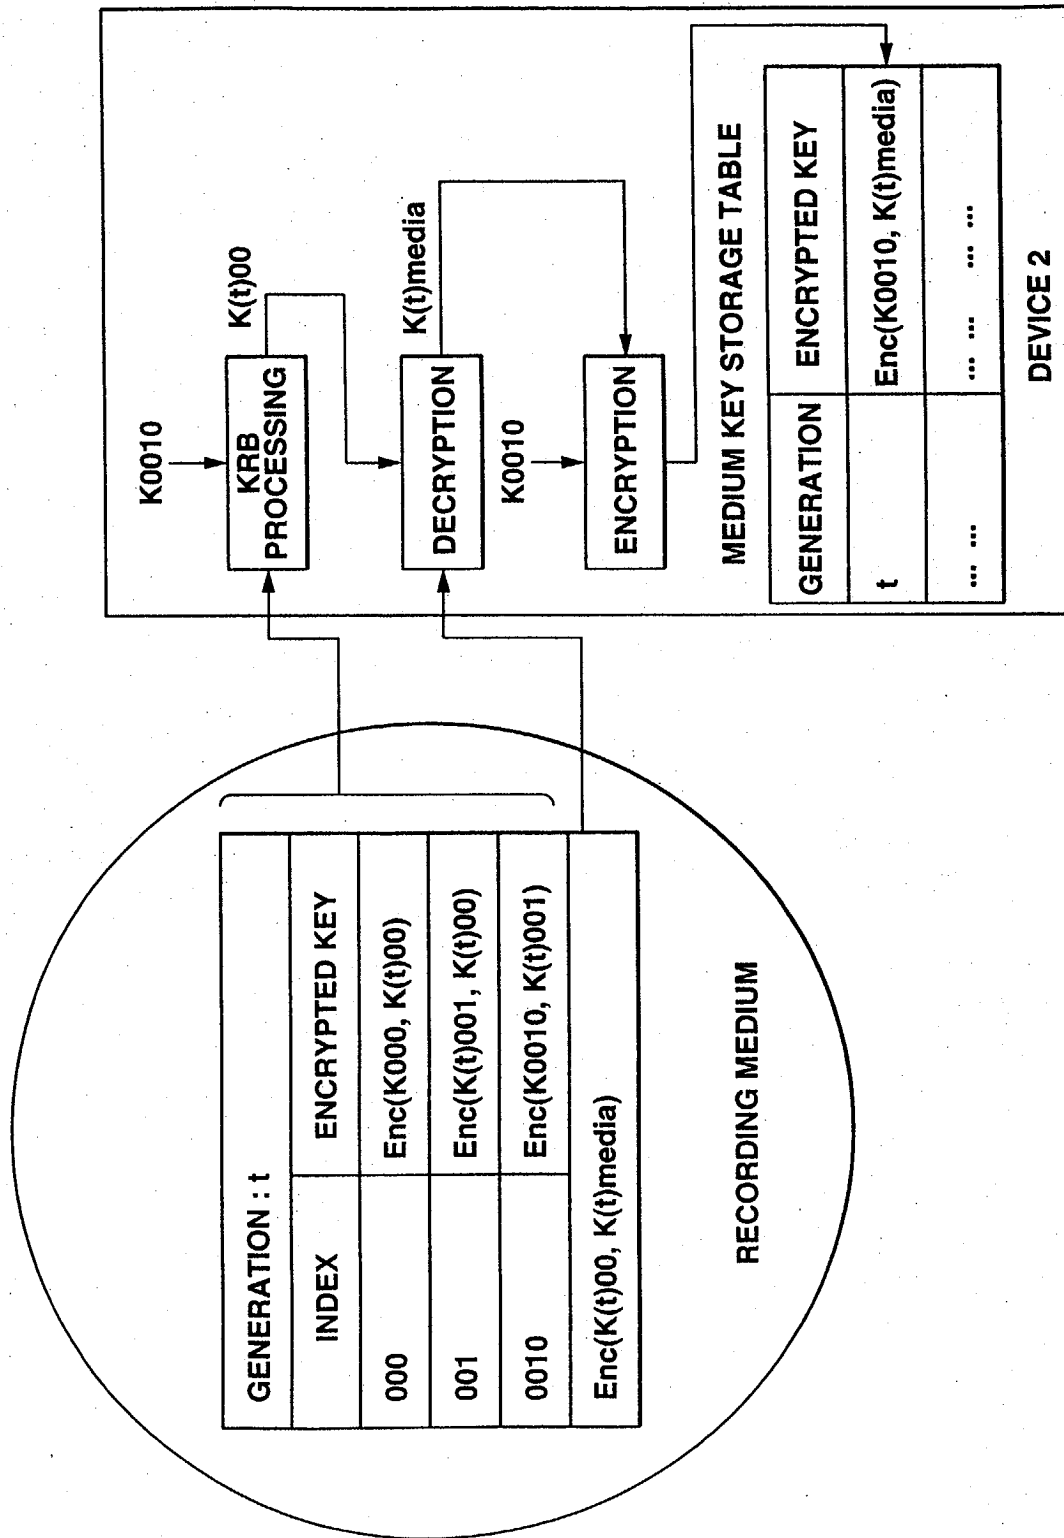 GENERATION : t
INDEX
ENCRYPTED KEY
000
Enc(K000, K(t)00)
001
Enc(K(t)001, K(t)00)
0010
Enc(K0010, K(t)001)
Enc(K(t)00, K(t)media)
RECORDING MEDIUM
K0010
KRB
PROCESSING
K(t)00
DECRYPTION
K(t)media
K0010
ENCRYPTION
MEDIUM KEY STORAGE TABLE
GENERATION
ENCRYPTED KEY
t
Enc(K0010, K(t)media)
... ...
... ... ... ...
DEVICE 2